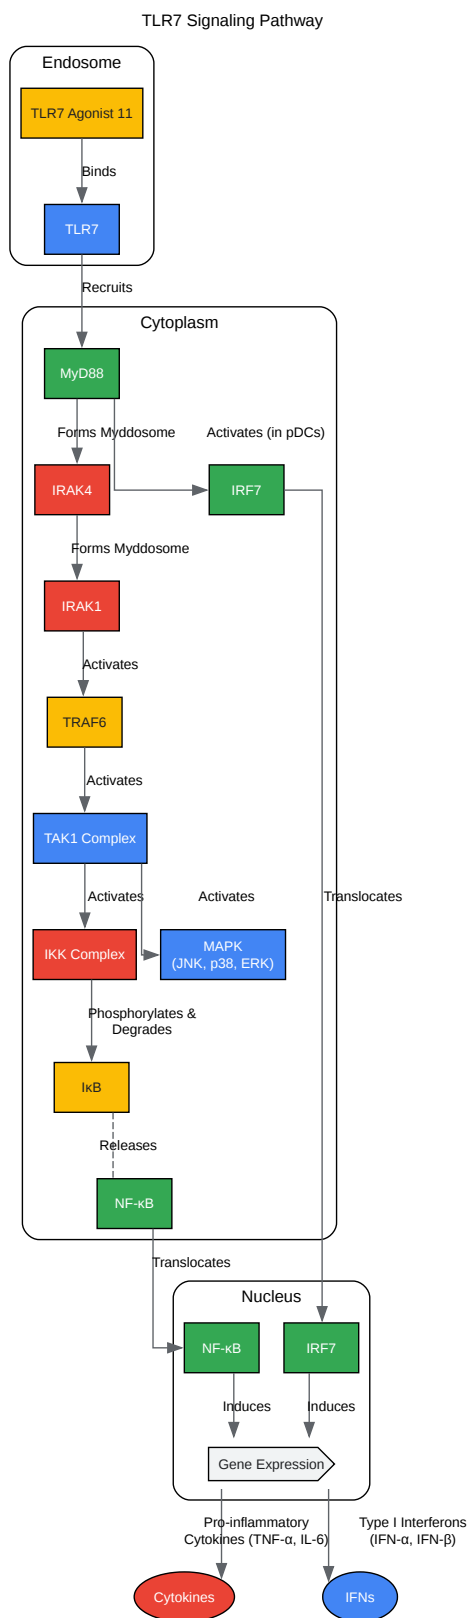 TLR7 Signaling Pathway
Endosome
TLR7 Agonist 11
Binds
TLR7
Recruits
Cytoplasm
MyD88
Forms Myddosome
Activates (in pDCs)
IRAK4
IRF7
Forms Myddosome
IRAK1
Activates
TRAF6
Activates
TAK1 Complex
Activates
Activates
Translocates
IKK Complex
MAPK
(JNK, p38, ERK)
Phosphorylates &
Degrades
IκB
Releases
NF-κB
Translocates
Nucleus
NF-κB
IRF7
Induces
Induces
Gene Expression
Pro-inflammatory
Cytokines (TNF-α, IL-6)
Type I Interferons
(IFN-α, IFN-β)
Cytokines
IFNs